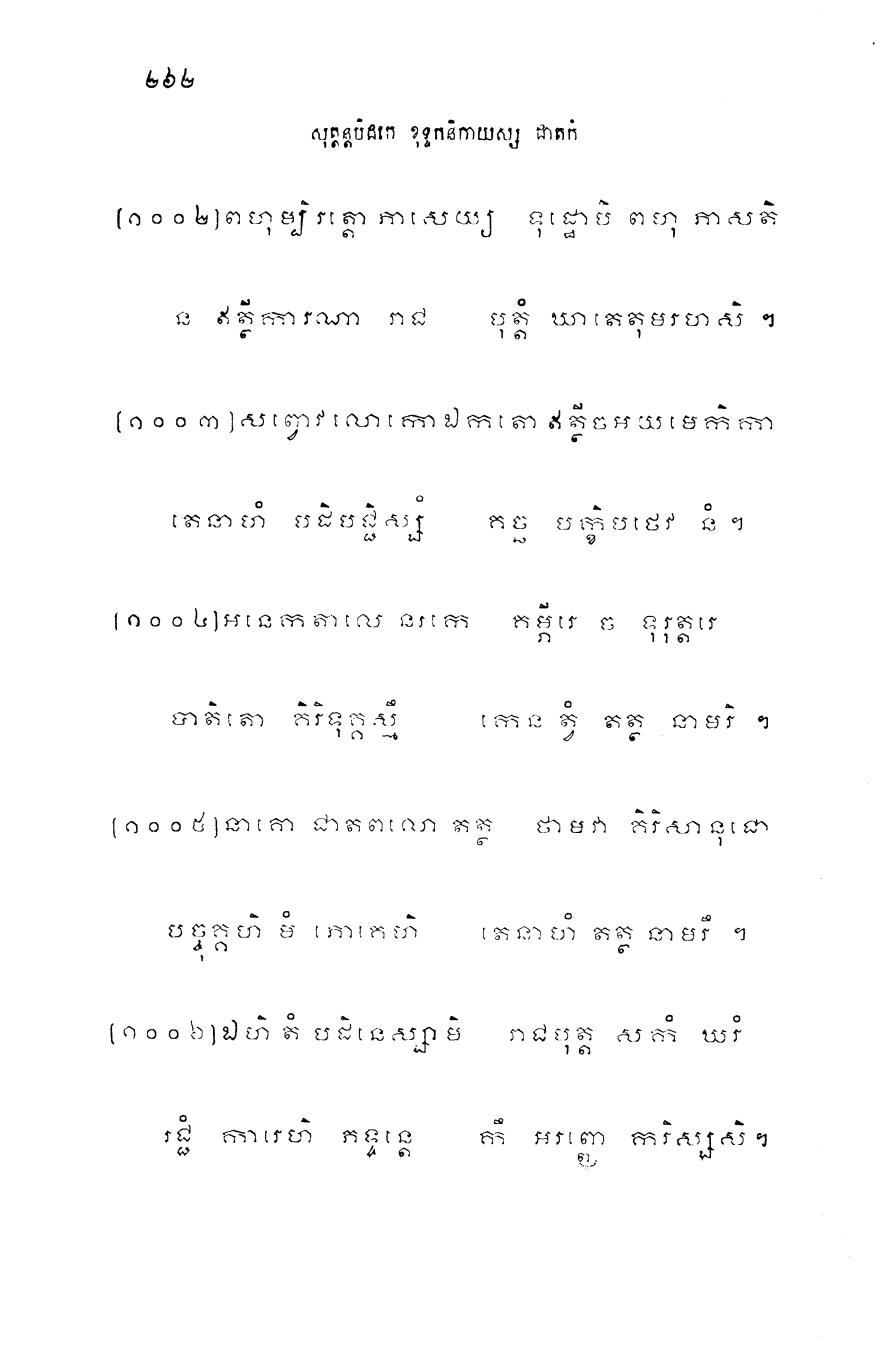 ២៦២
សុត្តន្តបិដកេ ខុទ្ទកនិកាយស្ស ជាតកំ
(១០០២) ពហុម្បិ រត្តោ ភាសេយ្យ ទុដ្ឋោបិ ពហុ ភាសតិ
ន ឥត្ថីការណា រាជ បុត្តំ ឃាតេតុមរហសិ ។
(១០០៣) សព្វោវ លោកោ ឯកតោ ឥត្ថី ច អយមេកិកា
តេនាហំ បដិបជ្ជិស្សំ គច្ឆ បក្ខិបថេវ នំ ។
(១០០៤) អនេកតាលេ នរកេ គម្ភីរេ ច ទុរុត្តរេ
បាតិតោ គិរិទុគ្គស្មឹ កេន ត្វំ តត្ថ នាមរិ ។
(១០០៥) នាគោ ជាតពលោ តត្ថ ថាមវា គិរិសានុជោ
បច្ចុគ្គហិ មំ ភោគេហិ តេនាហំ តត្ថ នាមរឹ ។
(១០០៦) ឯហិ តំ បដិនេស្សាមិ រាជបុត្ត សកំ ឃរំ
រជ្ជំ ការេហិ ភទ្ទន្តេ កឹ អរញ្ញេ ករិស្សសិ ។